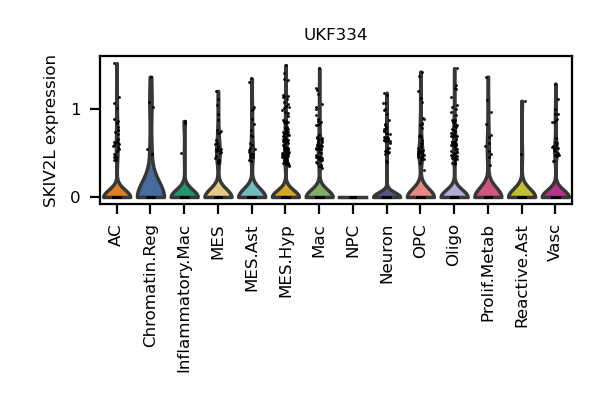 UKF334
SKIV2L expression
1
0
AC
Chromatin.Reg
Inflammatory.Mac
MES
MES.Ast
MES.Hyp
Mac
NPC
Neuron
OPC
Oligo
Prolif.Metab
Reactive.Ast
Vasc